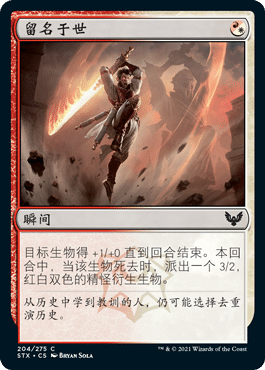 留名于世
瞬间
目标生物得 +1/+0 直到回合结束。本回
合中,当该生物死去时,派出一个 3/2,
红白双色的精怪衍生生物。
从历史中学到教训的人,仍可能选择去重
演历史。
204/275 C
STX • CS BRYAN SOLA
™ & © 2021 Wizards of the Coast